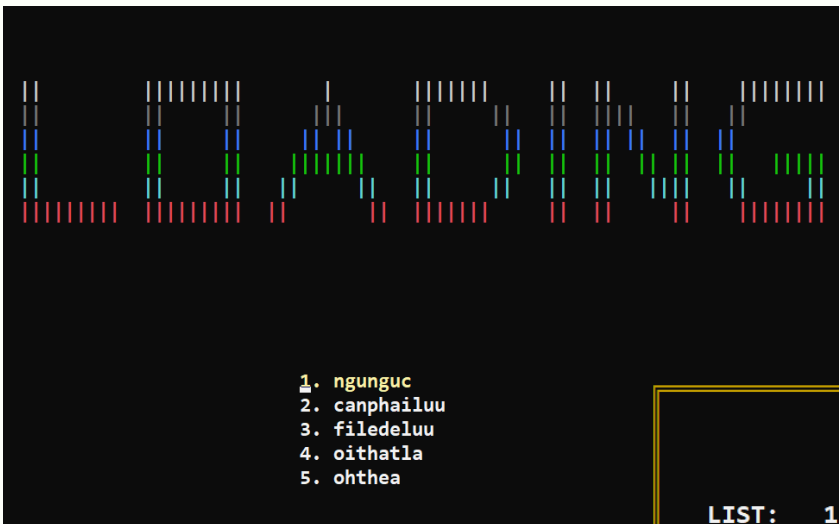 LOADING
1. ngunguc
2. canphailuu
3. filedeluu
4. oithatla
5. ohthea
LIST: 1